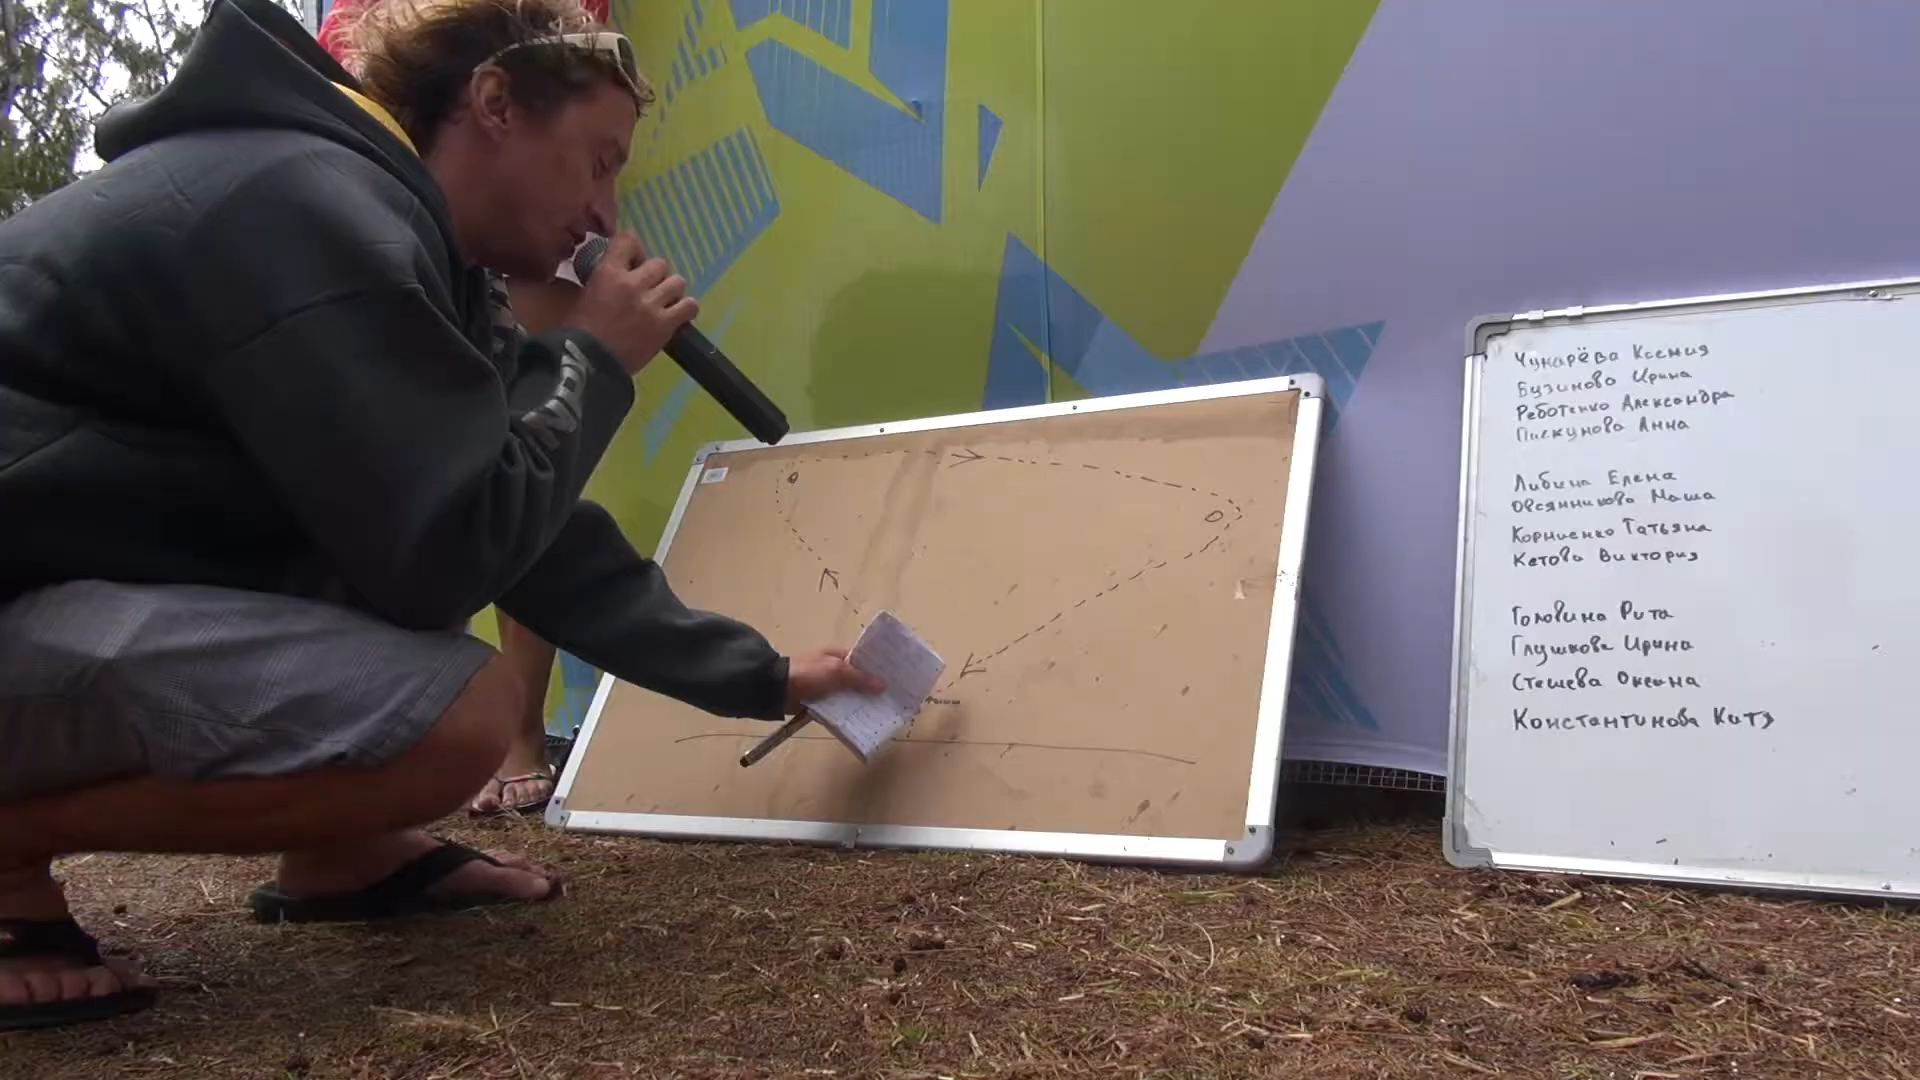 Чукарёва Ксения
Бузинова Ирина
Реботенко Александра
Пискунова Анна
Либина Елена
Овсянникова Маша
Корниенко Татьяна
Кетова Виктория
Головина Рита
Глушкова Ирина
Стешева Оксана
Константинова Катя